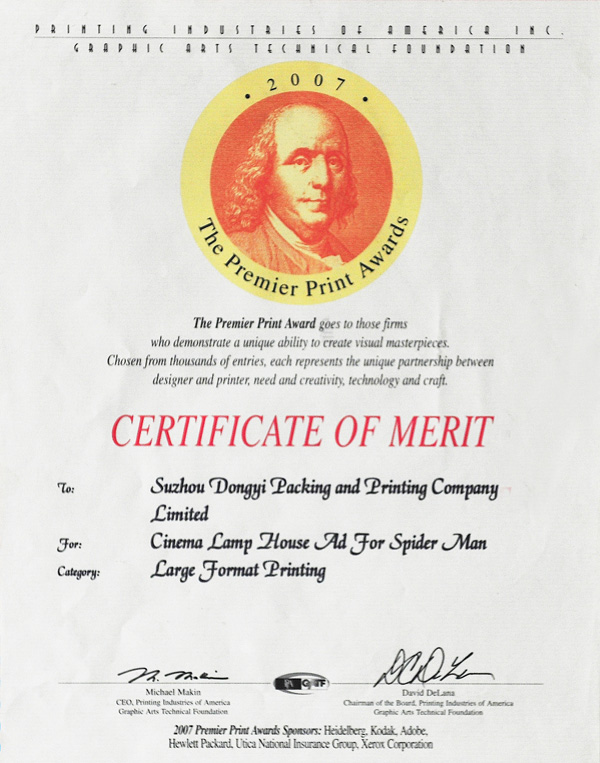 PRINTING INDUSTRIES OF AMERICA INC.
GRAPHIC ARTS TECHNICAL FOUNDATION
• 2007 •
The Premier Print Awards
The Premier Print Award goes to those firms
who demonstrate a unique ability to create visual masterpieces.
Chosen from thousands of entries, each represents the unique partnership between
designer and printer, need and creativity, technology and craft.
CERTIFICATE OF MERIT
To: Suzhou Dongyi Packing and Printing Company
Limited
For: Cinema Lamp House Ad For Spider Man
Category: Large Format Printing
Michael Makin
CEO, Printing Industries of America
Graphic Arts Technical Foundation
David DeLana
Chairman of the Board, Printing Industries of America
Graphic Arts Technical Foundation
2007 Premier Print Awards Sponsors: Heidelberg, Kodak, Adobe,
Hewlett Packard, Utica National Insurance Group, Xerox Corporation